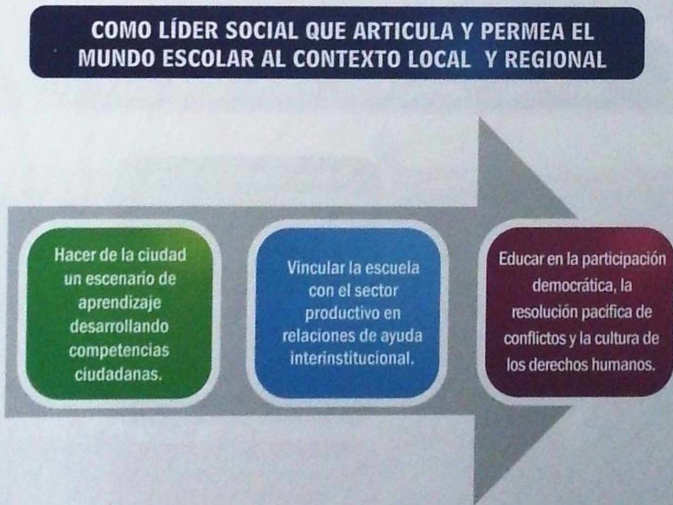 COMO LÍDER SOCIAL QUE ARTICULA Y PERMEA EL
MUNDO ESCOLAR AL CONTEXTO LOCAL Y REGIONAL
Hacer de la ciudad
un escenario de
aprendizaje
desarrollando
competencias
ciudadanas.
Vincular la escuela
con el sector
productivo en
relaciones de ayuda
interinstitucional.
Educar en la participación
democrática, la
resolución pacifica de
conflictos y la cultura de
los derechos humanos.